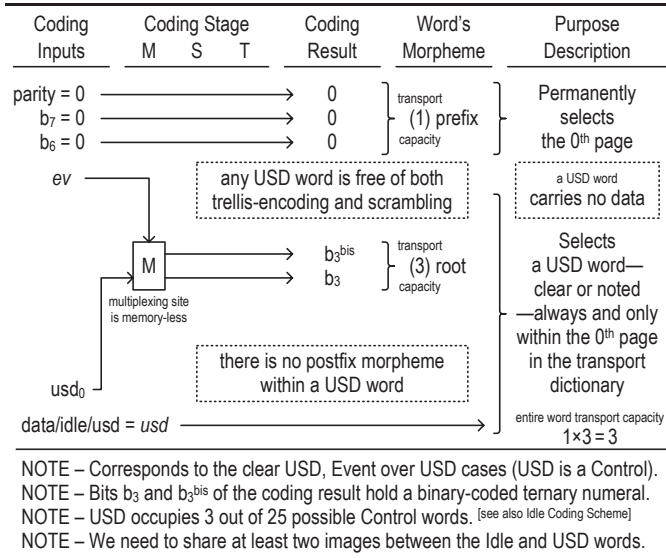 Coding Inputs
Coding Stage
M S T
Coding Result
Word's Morpheme
Purpose Description
parity = 0
0
b7 = 0
0
b6 = 0
0
transport
(1) prefix
capacity
Permanently
selects
the 0th page
ev
any USD word is free of both
trellis-encoding and scrambling
a USD word
carries no data
M
multiplexing site
is memory-less
b3bis
b3
transport
(3) root
capacity
Selects
a USD word—
clear or noted
—always and only
within the 0th page
in the transport
dictionary
there is no postfix morpheme
within a USD word
usd0
data/idle/usd = usd
entire word transport capacity
1×3 = 3
NOTE – Corresponds to the clear USD, Event over USD cases (USD is a Control).
NOTE – Bits b3 and b3bis of the coding result hold a binary-coded ternary numeral.
NOTE – USD occupies 3 out of 25 possible Control words. [see also Idle Coding Scheme]
NOTE – We need to share at least two images between the Idle and USD words.